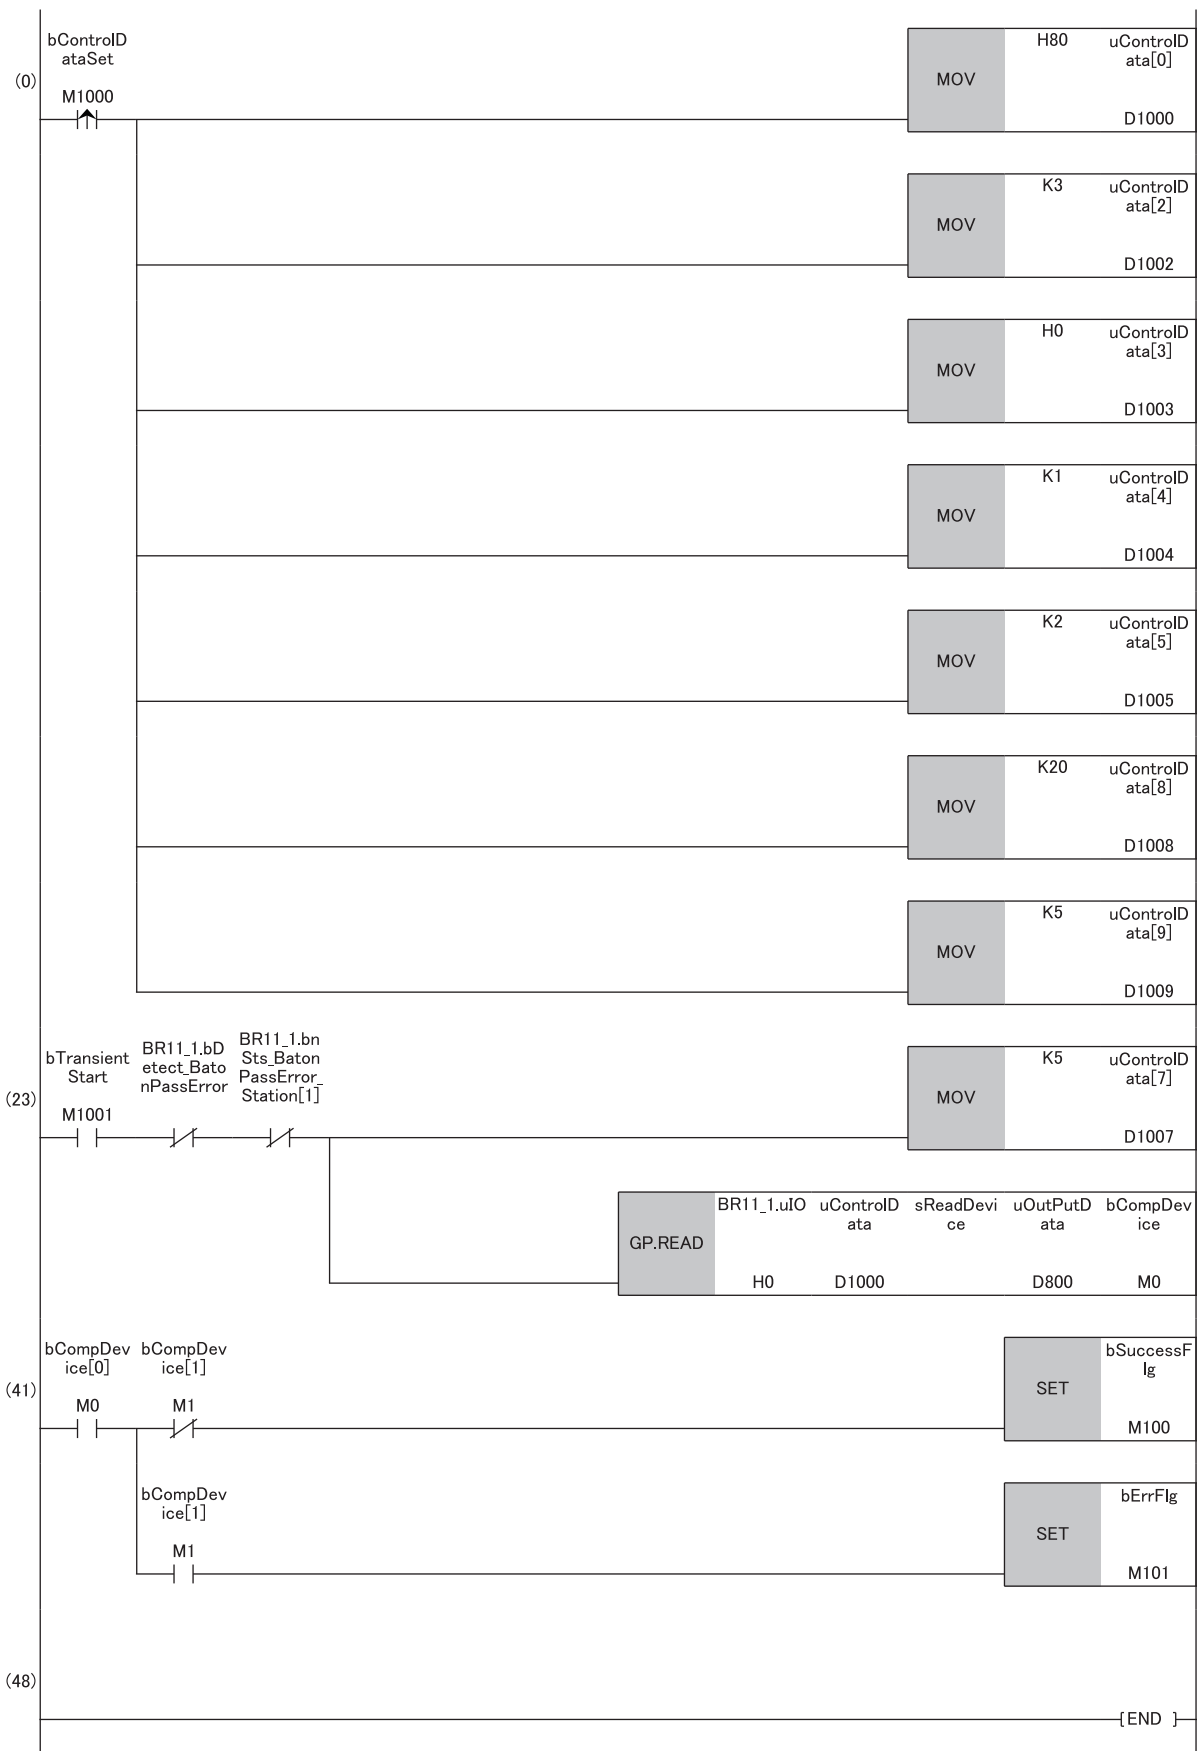 bControlD
ataSet
(0)
M1000
MOV
H80
uControlD
ata[0]
D1000
MOV
K3
uControlD
ata[2]
D1002
MOV
H0
uControlD
ata[3]
D1003
MOV
K1
uControlD
ata[4]
D1004
MOV
K2
uControlD
ata[5]
D1005
MOV
K20
uControlD
ata[8]
D1008
MOV
K5
uControlD
ata[9]
D1009
(23)
bTransient
Start
M1001
BR11_1.bD
etect_Bato
nPassError
BR11_1.bn
Sts_Baton
PassError_
Station[1]
MOV
K5
uControlD
ata[7]
D1007
GP.READ
BR11_1.uIO
H0
uControlD
ata
D1000
sReadDevi
ce
uOutPutD
ata
D800
bCompDev
ice
M0
(41)
bCompDev
ice[0]
M0
bCompDev
ice[1]
M1
SET
bSuccessF
lg
M100
bCompDev
ice[1]
M1
SET
bErrFlg
M101
(48)
[END ]